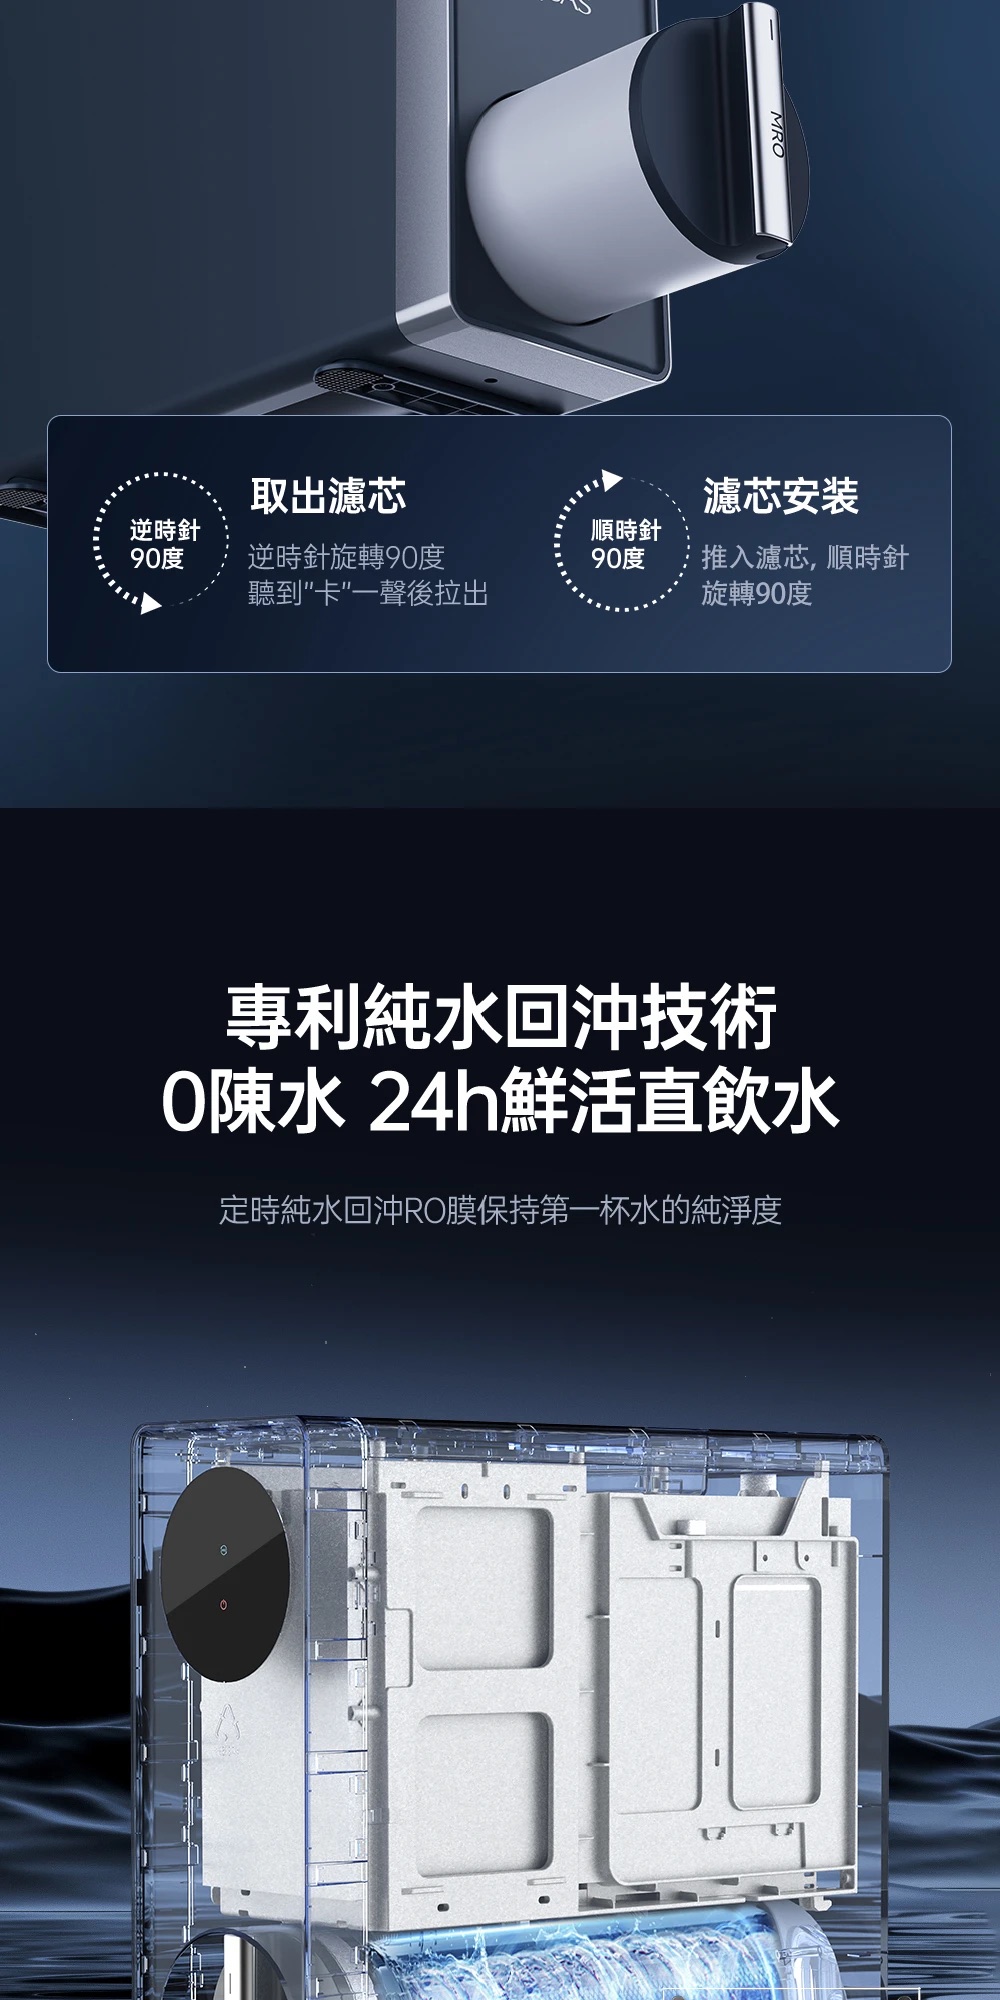 MRO
逆時針
90度
取出濾芯
逆時針旋轉90度
聽到"卡"一聲後拉出
順時針
90度
濾芯安裝
推入濾芯, 順時針
旋轉90度
專利純水回沖技術
0陳水 24h鮮活直飲水
定時純水回沖RO膜保持第一杯水的純淨度